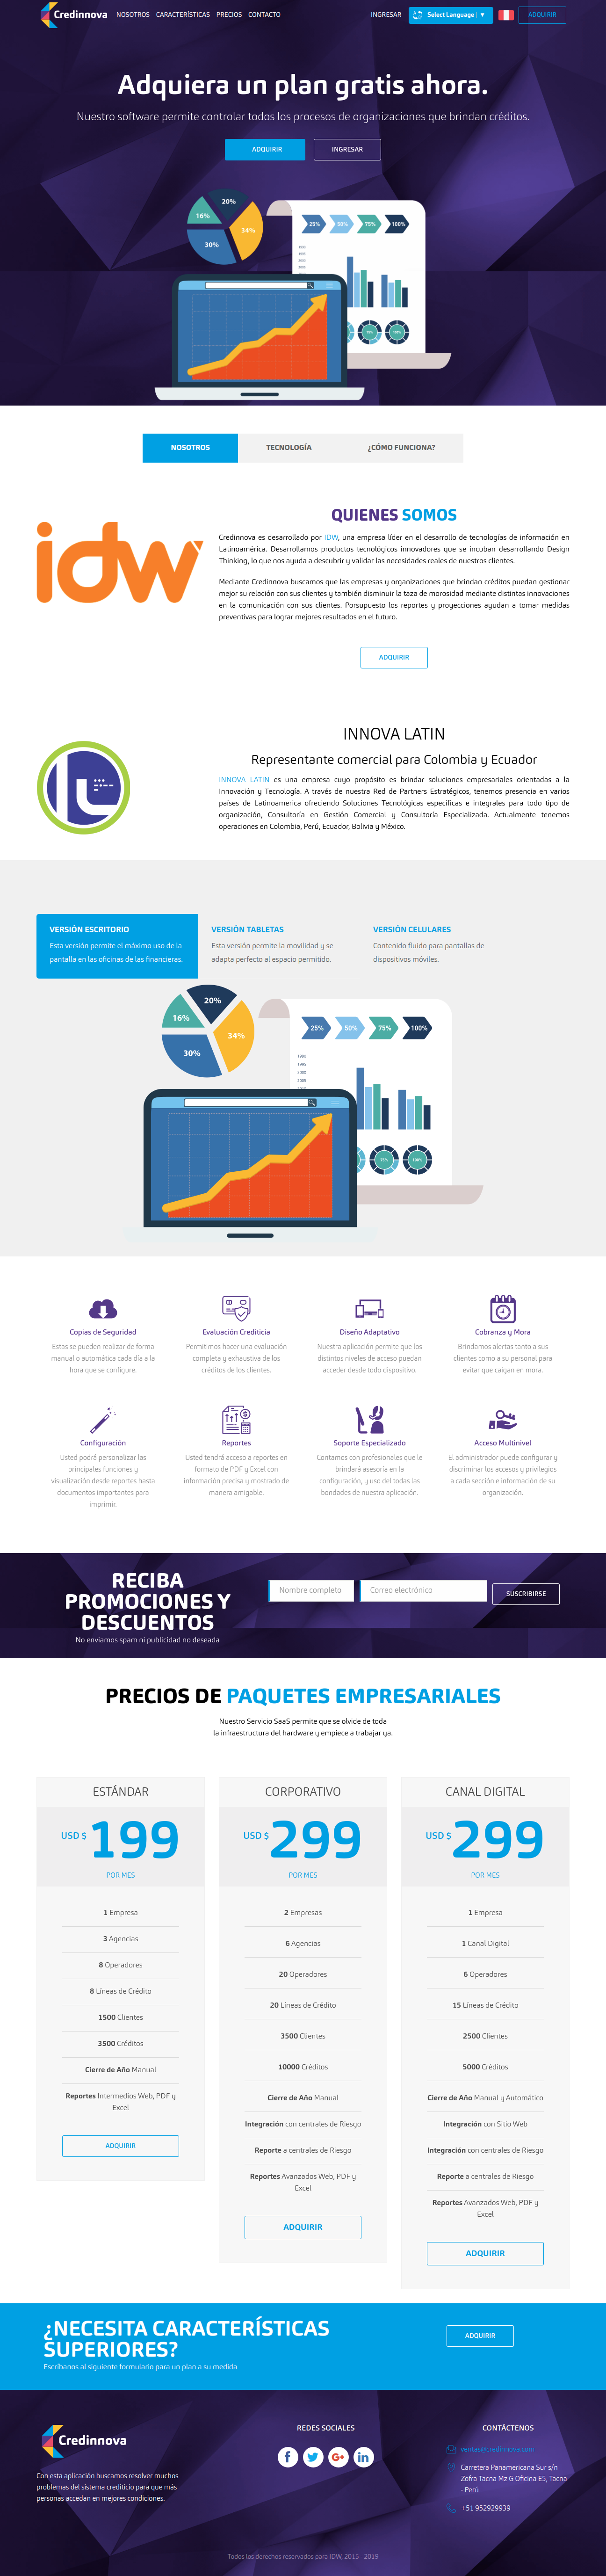 Credinnova NOSOTROS CARACTERÍSTICAS PRECIOS CONTACTO INGRESAR Select Language ▼ ADQUIRIR
Adquiera un plan gratis ahora.
Nuestro software permite controlar todos los procesos de organizaciones que brindan créditos.
ADQUIRIR INGRESAR
20%
16%
34%
30%
25% 50% 75% 100%
NOSOTROS TECNOLOGÍA ¿CÓMO FUNCIONA?
idw
QUIENES SOMOS
Credinnova es desarrollado por IDW, una empresa líder en el desarrollo de tecnologías de información en
Latinoamérica. Desarrollamos productos tecnológicos innovadores que se incuban desarrollando Design
Thinking, lo que nos ayuda a descubrir y validar las necesidades reales de nuestros clientes.
Mediante Credinnova buscamos que las empresas y organizaciones que brindan créditos puedan gestionar
mejor su relación con sus clientes y también disminuir la taza de morosidad mediante distintas innovaciones
en la comunicación con sus clientes. Porsupuesto los reportes y proyecciones ayudan a tomar medidas
preventivas para lograr mejores resultados en el futuro.
ADQUIRIR
INNOVA LATIN
Representante comercial para Colombia y Ecuador
INNOVA LATIN es una empresa cuyo propósito es brindar soluciones empresariales orientadas a la
Innovación y Tecnología. A través de nuestra Red de Partners Estratégicos, tenemos presencia en varios
países de Latinoamerica ofreciendo Soluciones Tecnológicas específicas e integrales para todo tipo de
organización, Consultoría en Gestión Comercial y Consultoría Especializada. Actualmente tenemos
operaciones en Colombia, Perú, Ecuador, Bolivia y México.
VERSIÓN ESCRITORIO
Esta versión permite el máximo uso de la
pantalla en las oficinas de las financieras.
VERSIÓN TABLETAS
Esta versión permite la movilidad y se
adapta perfecto al espacio permitido.
VERSIÓN CELULARES
Contenido fluido para pantallas de
dispositivos móviles.
20%
16%
34%
30%
25% 50% 75% 100%
1990
1995
2000
2005
75% 100%
Copias de Seguridad
Estas se pueden realizar de forma
manual o automática cada día a la
hora que se configure.
Evaluación Crediticia
Permitimos hacer una evaluación
completa y exhaustiva de los
créditos de los clientes.
Diseño Adaptativo
Nuestra aplicación permite que los
distintos niveles de acceso puedan
acceder desde todo dispositivo.
Cobranza y Mora
Brindamos alertas tanto a sus
clientes como a su personal para
evitar que caigan en mora.
Configuración
Usted podrá personalizar las
principales funciones y
visualización desde reportes hasta
documentos importantes para
imprimir.
Reportes
Usted tendrá acceso a reportes en
formato de PDF y Excel con
información precisa y mostrado de
manera amigable.
Soporte Especializado
Contamos con profesionales que le
brindará asesoría en la
configuración, y uso del todas las
bondades de nuestra aplicación.
Acceso Multinivel
El administrador puede configurar y
discriminar los accesos y privilegios
a cada sección e información de su
organización.
RECIBA
PROMOCIONES Y
DESCUENTOS
No enviamos spam ni publicidad no deseada
Nombre completo Correo electrónico SUSCRIBIRSE
PRECIOS DE PAQUETES EMPRESARIALES
Nuestro Servicio SaaS permite que se olvide de toda
la infraestructura del hardware y empiece a trabajar ya.
ESTÁNDAR
USD $ 199
POR MES
1 Empresa
3 Agencias
8 Operadores
8 Líneas de Crédito
1500 Clientes
3500 Créditos
Cierre de Año Manual
Reportes Intermedios Web, PDF y
Excel
ADQUIRIR
CORPORATIVO
USD $ 299
POR MES
2 Empresas
6 Agencias
20 Operadores
20 Líneas de Crédito
3500 Clientes
10000 Créditos
Cierre de Año Manual
Integración con centrales de Riesgo
Reporte a centrales de Riesgo
Reportes Avanzados Web, PDF y
Excel
ADQUIRIR
CANAL DIGITAL
USD $ 299
POR MES
1 Empresa
1 Canal Digital
6 Operadores
15 Líneas de Crédito
2500 Clientes
5000 Créditos
Cierre de Año Manual y Automático
Integración con Sitio Web
Integración con centrales de Riesgo
Reporte a centrales de Riesgo
Reportes Avanzados Web, PDF y
Excel
ADQUIRIR
¿NECESITA CARACTERÍSTICAS
SUPERIORES?
Escríbanos al siguiente formulario para un plan a su medida
ADQUIRIR
Credinnova
Con esta aplicación buscamos resolver muchos
problemas del sistema crediticio para que más
personas accedan en mejores condiciones.
REDES SOCIALES
CONTÁCTENOS
ventas@credinnova.com
Carretera Panamericana Sur s/n
Zofra Tacna Mz G Oficina E5, Tacna
- Perú
+51 952929939
Todos los derechos reservados para IDW, 2015 - 2019